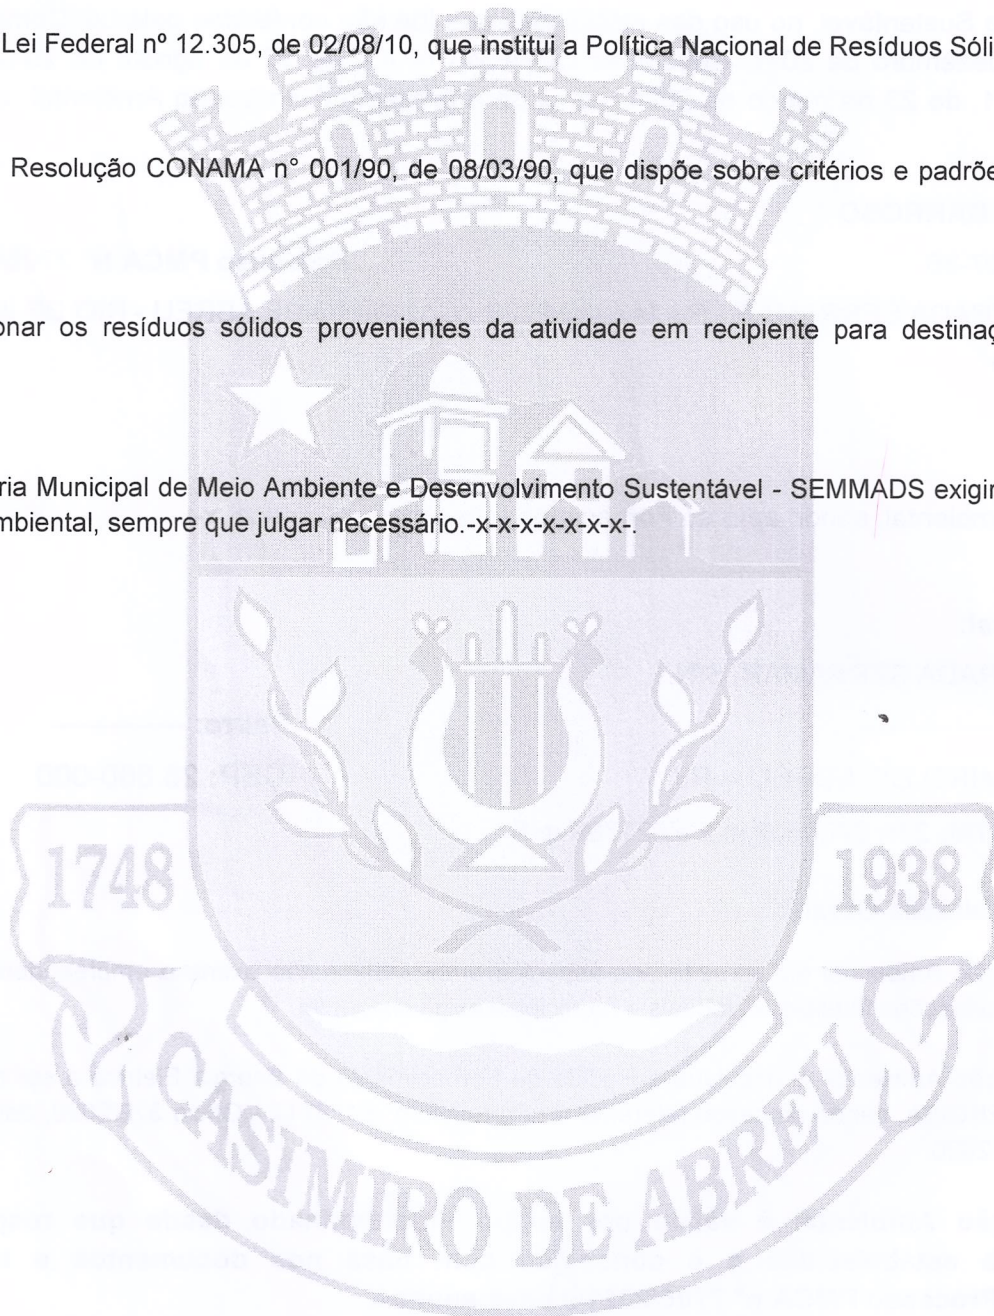 Lei Federal nº 12.305, de 02/08/10, que institui a Política Nacional de Resíduos Sóli
Resolução CONAMA n° 001/90, de 08/03/90, que dispõe sobre critérios e padrõe
onar os resíduos sólidos provenientes da atividade em recipiente para destinaç
ria Municipal de Meio Ambiente e Desenvolvimento Sustentável - SEMMADS exigir
mbiental, sempre que julgar necessário.-x-x-x-x-x-x-x-.
1748
1938
CASIMIRO DE ABREU